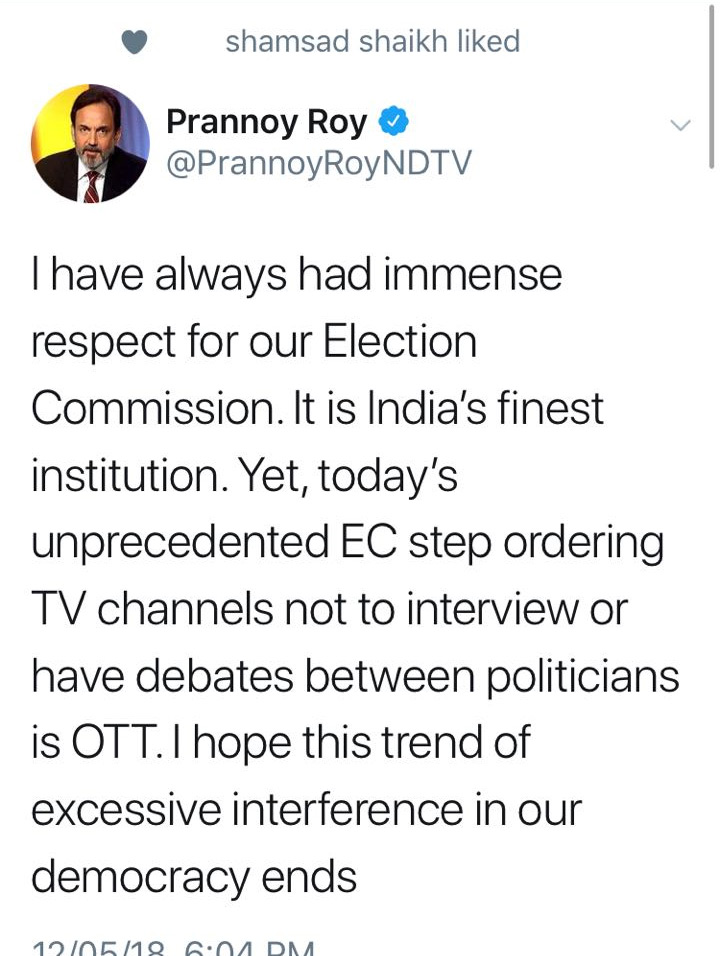 shamsad shaikh liked
Prannoy Roy
@PrannoyRoyNDTV
I have always had immense
respect for our Election
Commission. It is India's finest
institution. Yet, today's
unprecedented EC step ordering
TV channels not to interview or
have debates between politicians
is OTT. I hope this trend of
excessive interference in our
democracy ends
12/05/18 6:04 PM